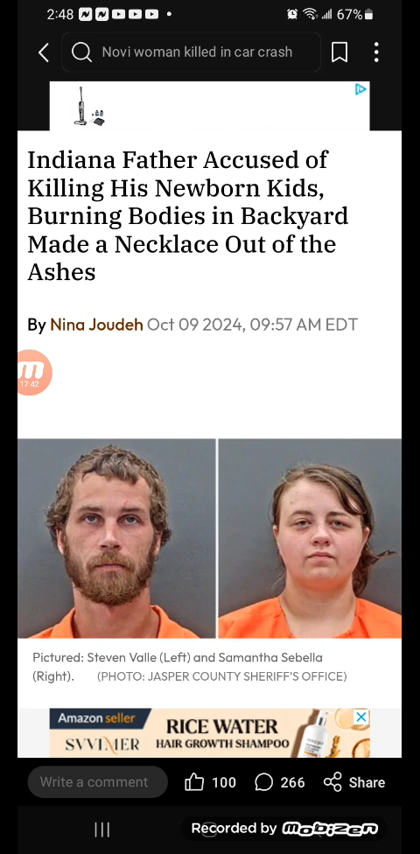 2:48
67%
Novi woman killed in car crash
Indiana Father Accused of
Killing His Newborn Kids,
Burning Bodies in Backyard
Made a Necklace Out of the
Ashes
By Nina Joudeh Oct 09 2024, 09:57 AM EDT
17:42
Pictured: Steven Valle (Left) and Samantha Sebella
(Right). (PHOTO: JASPER COUNTY SHERIFF'S OFFICE)
Amazon seller
RICE WATER
SVVIMER
HAIR GROWTH SHAMPOO
Write a comment
100
266
Share
Recorded by MOBIZEN